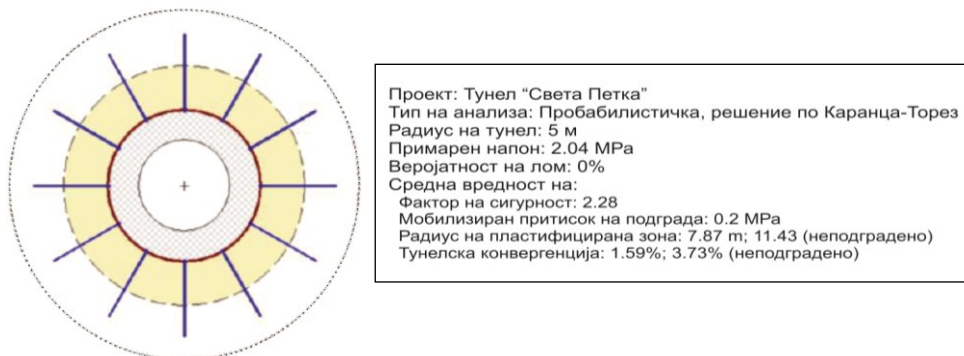 Проект: Тунел “Света Петка”
Тип на анализа: Пробабилистичка, решение по Каранца-Торез
Радиус на тунел: 5 м
Примарен напон: 2.04 MPa
Веројатност на лом: 0%
Средна вредност на:
Фактор на сигурност: 2.28
Мобилизиран притисок на подграда: 0.2 MPa
Радиус на пластифицирана зона: 7.87 m; 11.43 (неподградено)
Тунелска конвергенција: 1.59%; 3.73% (неподградено)